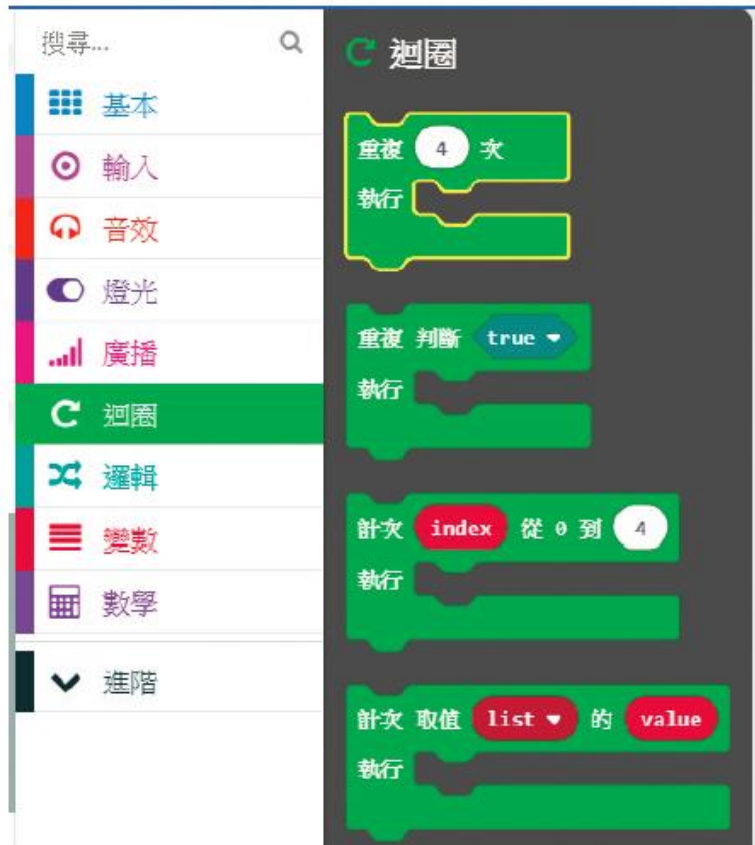 搜尋...
基本
輸入
音效
燈光
廣播
迴圈
邏輯
變數
數學
進階
迴圈
重複 4 次
執行
重複 判斷 true
執行
計次 index 從 0 到 4
執行
計次 取值 list 的 value
執行